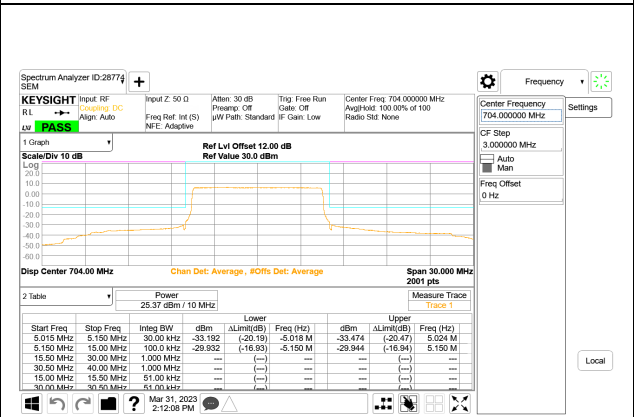 Spectrum Analyzer ID:28774
SEM
Frequency
KEYSIGHT Input: RF Input Z: 50 Ω Atten: 30 dB Trig: Free Run Center Freq: 704.000000 MHz
R L Coupling: DC Preamp: Off Gate: Off Avg|Hold: 100.00% of 100
Align: Auto Freq Ref: Int (S) µW Path: Standard IF Gain: Low Radio Std: None
LXI PASS NFE: Adaptive
Center Frequency
704.000000 MHz
Settings
CF Step
3.000000 MHz
Auto
Man
Freq Offset
0 Hz
1 Graph
Ref Lvl Offset 12.00 dB
Scale/Div 10 dB Ref Value 30.0 dBm
Log
20.0
10.0
0.00
-10.0
-20.0
-30.0
-40.0
-50.0
-60.0
Disp Center 704.00 MHz Chan Det: Average, #Offs Det: Average Span 30.000 MHz
2001 pts
2 Table Power Measure Trace
25.37 dBm / 10 MHz Trace 1
Lower Upper
Start Freq Stop Freq Integ BW dBm ΔLimit(dB) Freq (Hz) dBm ΔLimit(dB) Freq (Hz)
5.015 MHz 5.150 MHz 30.00 kHz -33.192 (-20.19) -5.018 M -33.474 (-20.47) 5.024 M
5.150 MHz 15.00 MHz 100.0 kHz -29.932 (-16.93) -5.150 M -29.944 (-16.94) 5.150 M
15.50 MHz 30.00 MHz 1.000 MHz --- (---) --- --- (---) ---
30.50 MHz 40.00 MHz 1.000 MHz --- (---) --- --- (---) ---
15.00 MHz 15.50 MHz 51.00 kHz --- (---) --- --- (---) ---
30.00 MHz 30.50 MHz 51.00 kHz --- (---) --- --- (---) ---
Local
Mar 31, 2023
2:12:08 PM